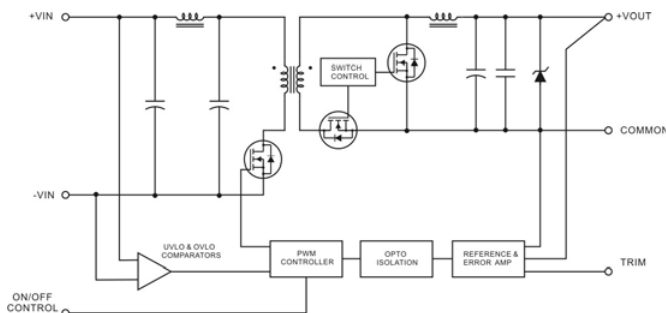 +VIN
+VOUT
SWITCH
CONTROL
COMMON
-VIN
UVLO & OVLO
COMPARATORS
PWM
CONTROLLER
OPTO
ISOLATION
REFERENCE &
ERROR AMP
TRIM
ON/OFF
CONTROL